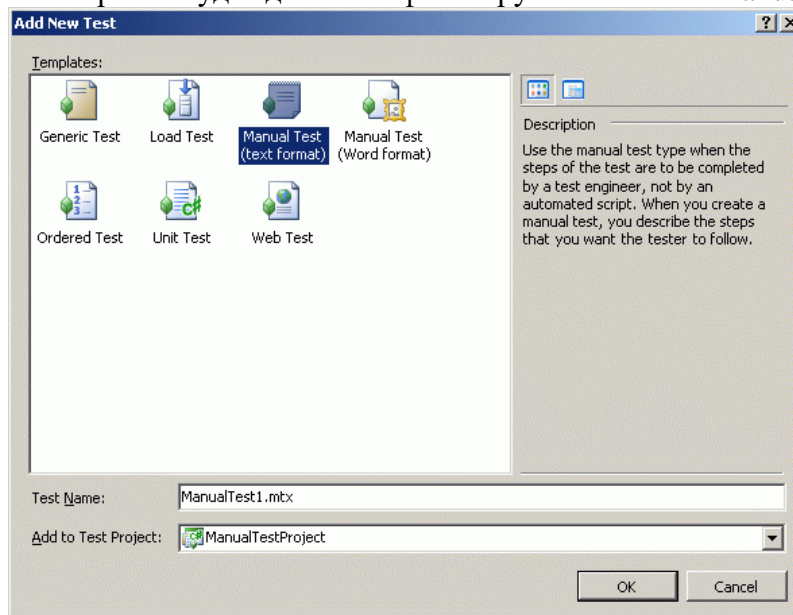 Add New Test
Templates:
Generic Test
Load Test
Manual Test
(text format)
Manual Test
(Word format)
Ordered Test
Unit Test
Web Test
Description
Use the manual test type when the
steps of the test are to be completed
by a test engineer, not by an
automated script. When you create a
manual test, you describe the steps
that you want the tester to follow.
Test Name:
ManualTest1.mtx
Add to Test Project:
ManualTestProject
OK
Cancel